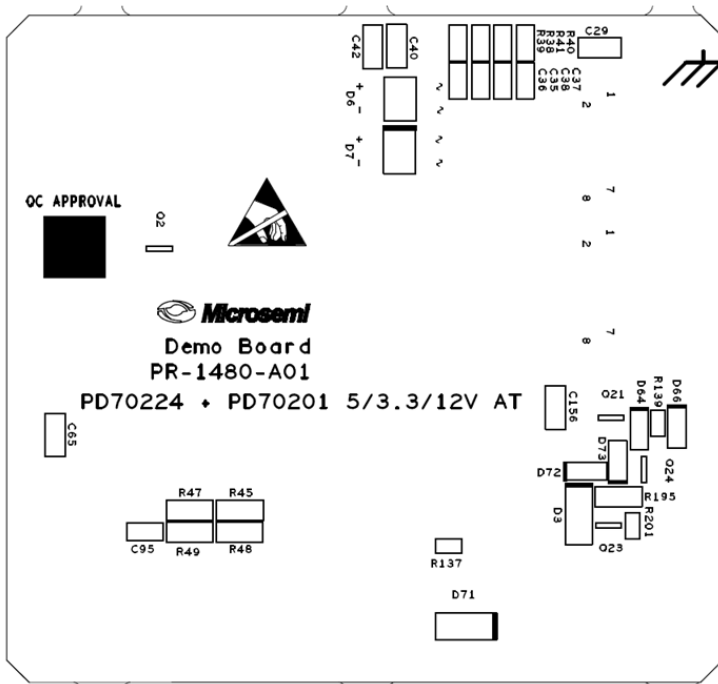 C42
C40
R39
R38
R41
R40
C29
C36
C35
C38
C37
1
2
+ D6 -
~
~
+ D7 -
~
~
QC APPROVAL
Q2
7
8
1
2
Microsemi
Demo Board
7
8
PR-1480-A01
PD70224 + PD70201 5/3.3/12V AT
C156
Q21
D64
R139
D66
C65
D73
D72
Q24
R47
R45
R195
D3
R201
C95
R49
R48
Q23
R137
D71